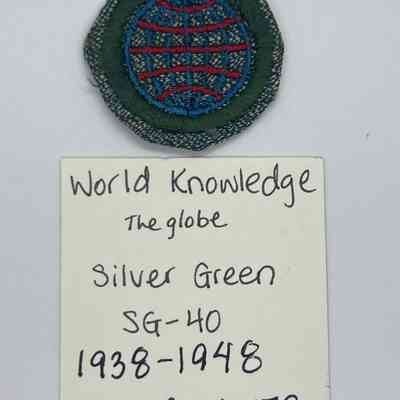 World Knowledge
The globe
Silver Green
SG-40
1938-1948